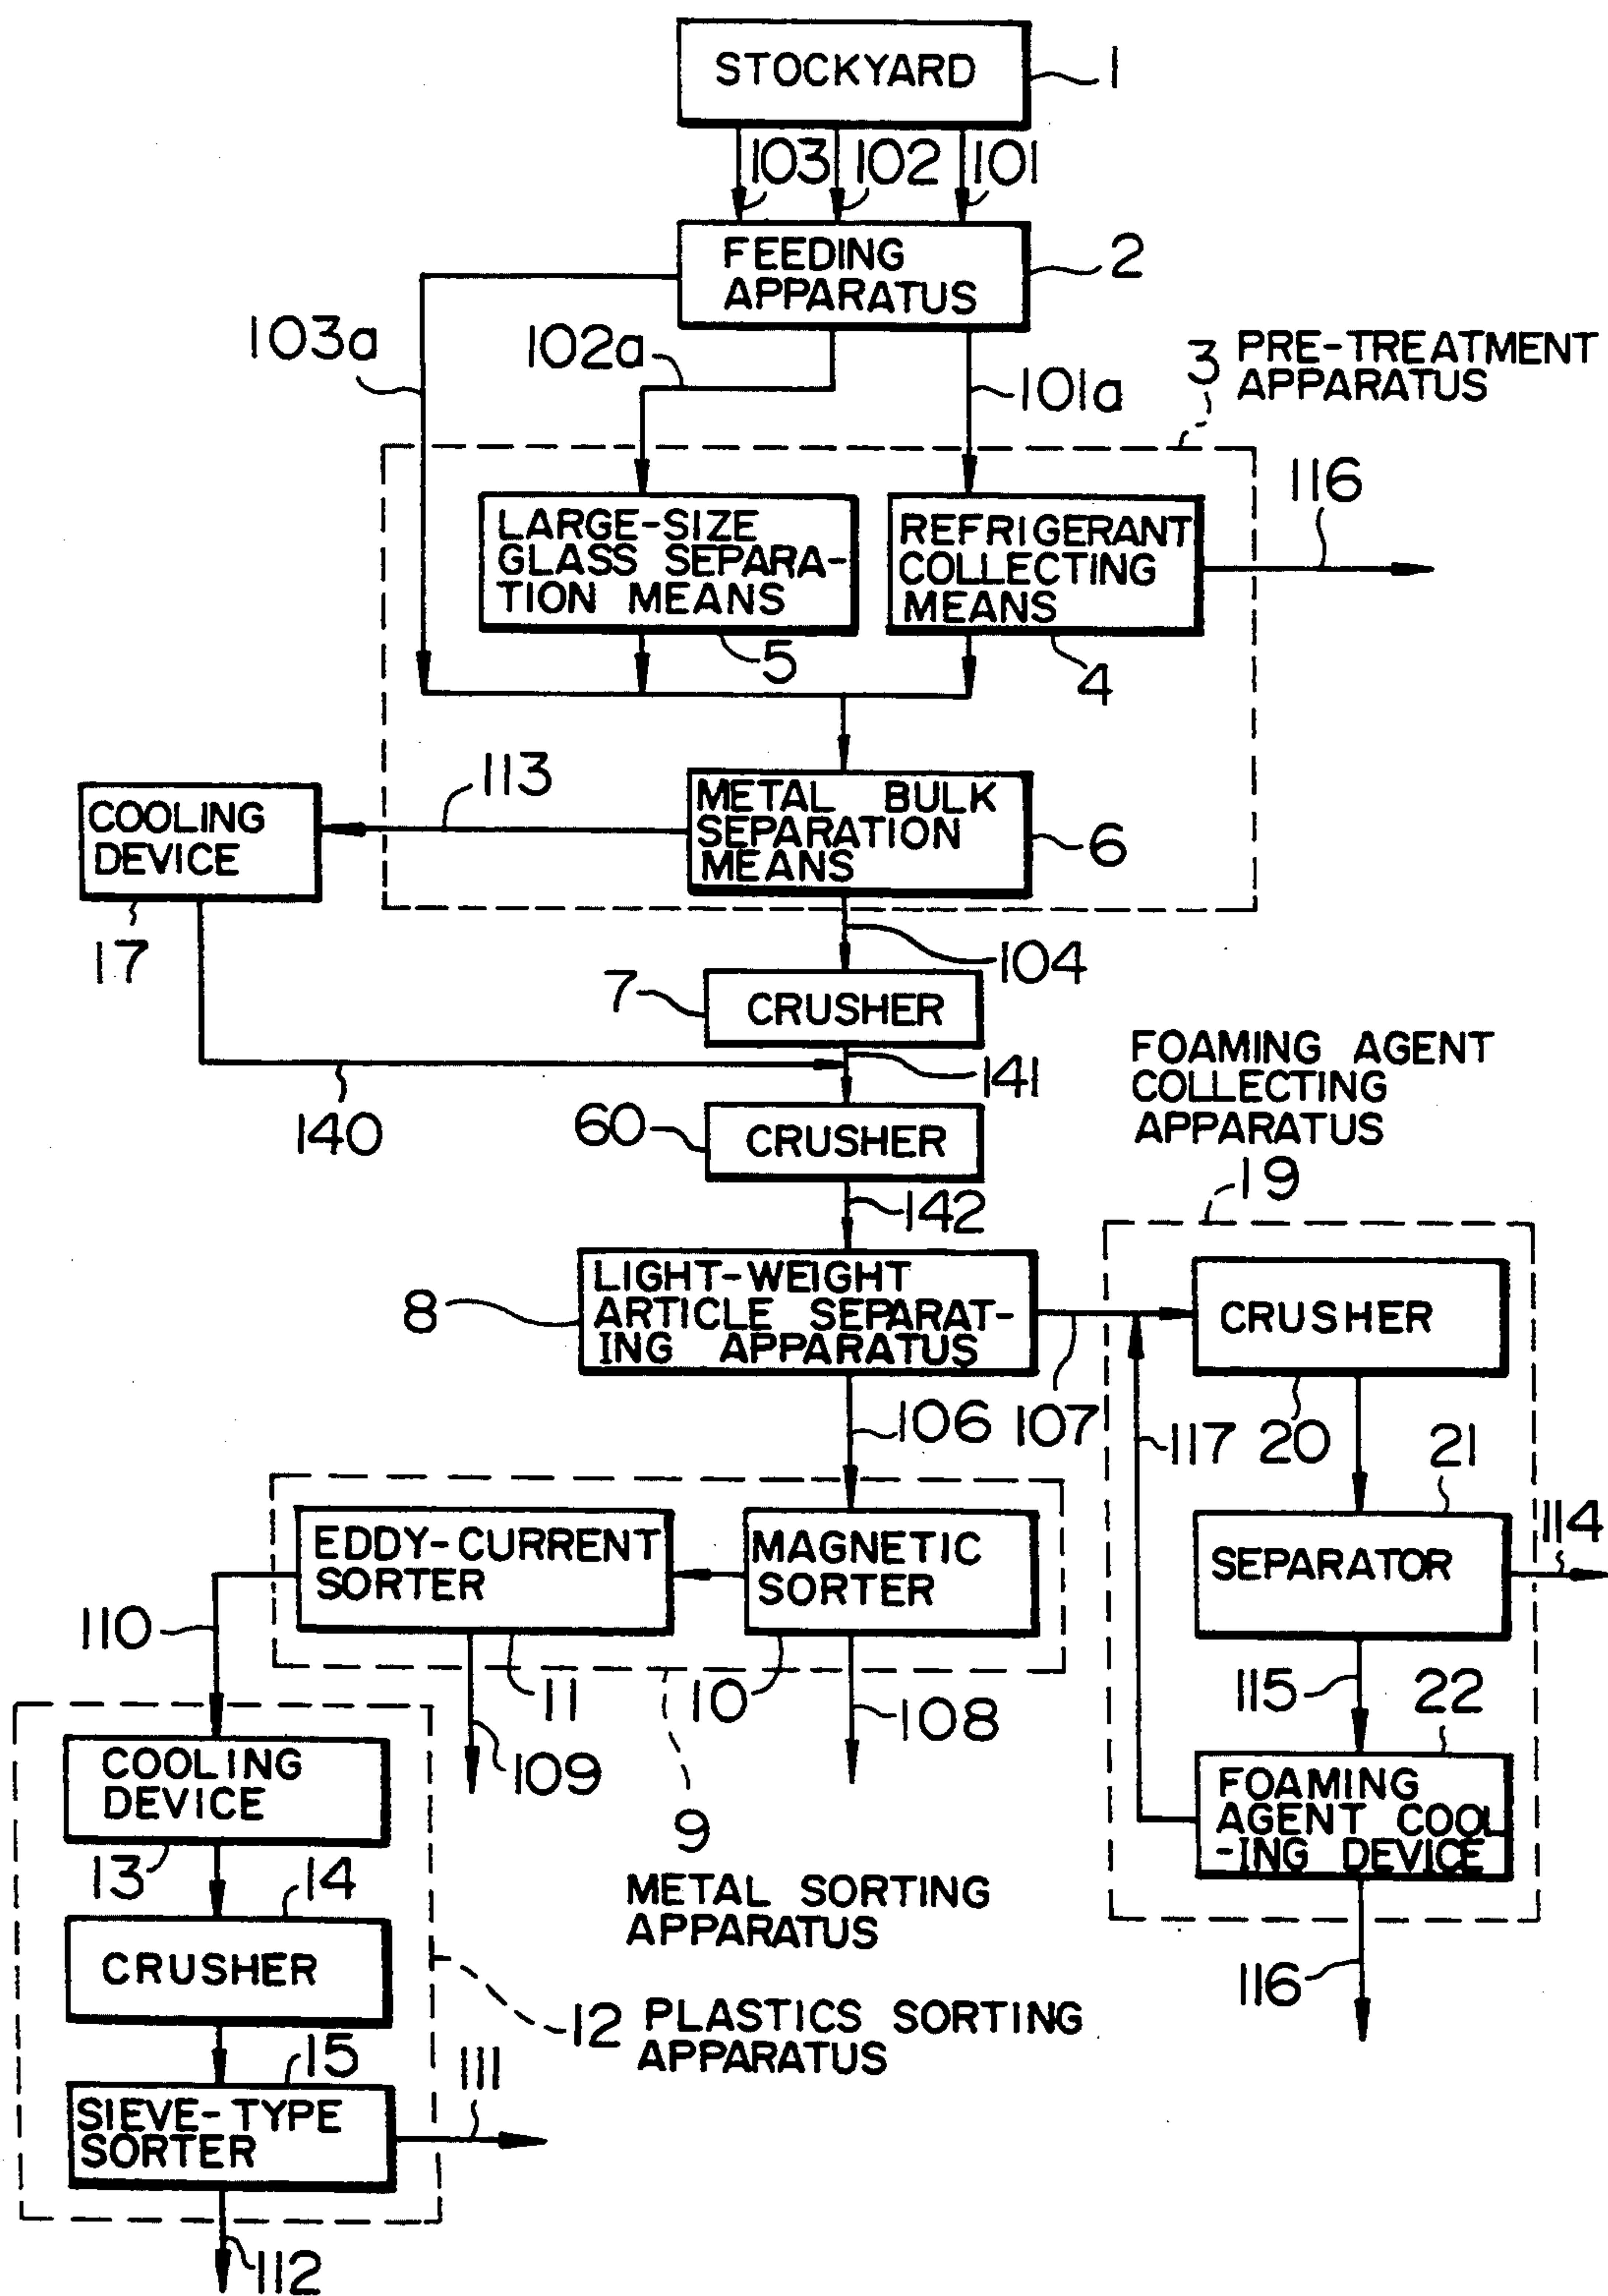 STOCKYARD
1
103
102
101
FEEDING
APPARATUS
2
103a
102a
101a
3 PRE-TREATMENT
APPARATUS
LARGE-SIZE
GLASS SEPARA-
TION MEANS
5
REFRIGERANT
COLLECTING
MEANS
4
116
113
COOLING
DEVICE
17
METAL BULK
SEPARATION
MEANS
6
104
7
CRUSHER
141
140
60
CRUSHER
142
FOAMING AGENT
COLLECTING
APPARATUS
19
8
LIGHT-WEIGHT
ARTICLE SEPARAT-
ING APPARATUS
107
CRUSHER
20
106
117
21
SEPARATOR
114
EDDY-CURRENT
SORTER
11
MAGNETIC
SORTER
10
110
109
108
115
22
FOAMING
AGENT COOL
-ING DEVICE
116
9
METAL SORTING
APPARATUS
COOLING
DEVICE
13
14
CRUSHER
12 PLASTICS SORTING
APPARATUS
15
SIEVE-TYPE
SORTER
111
112